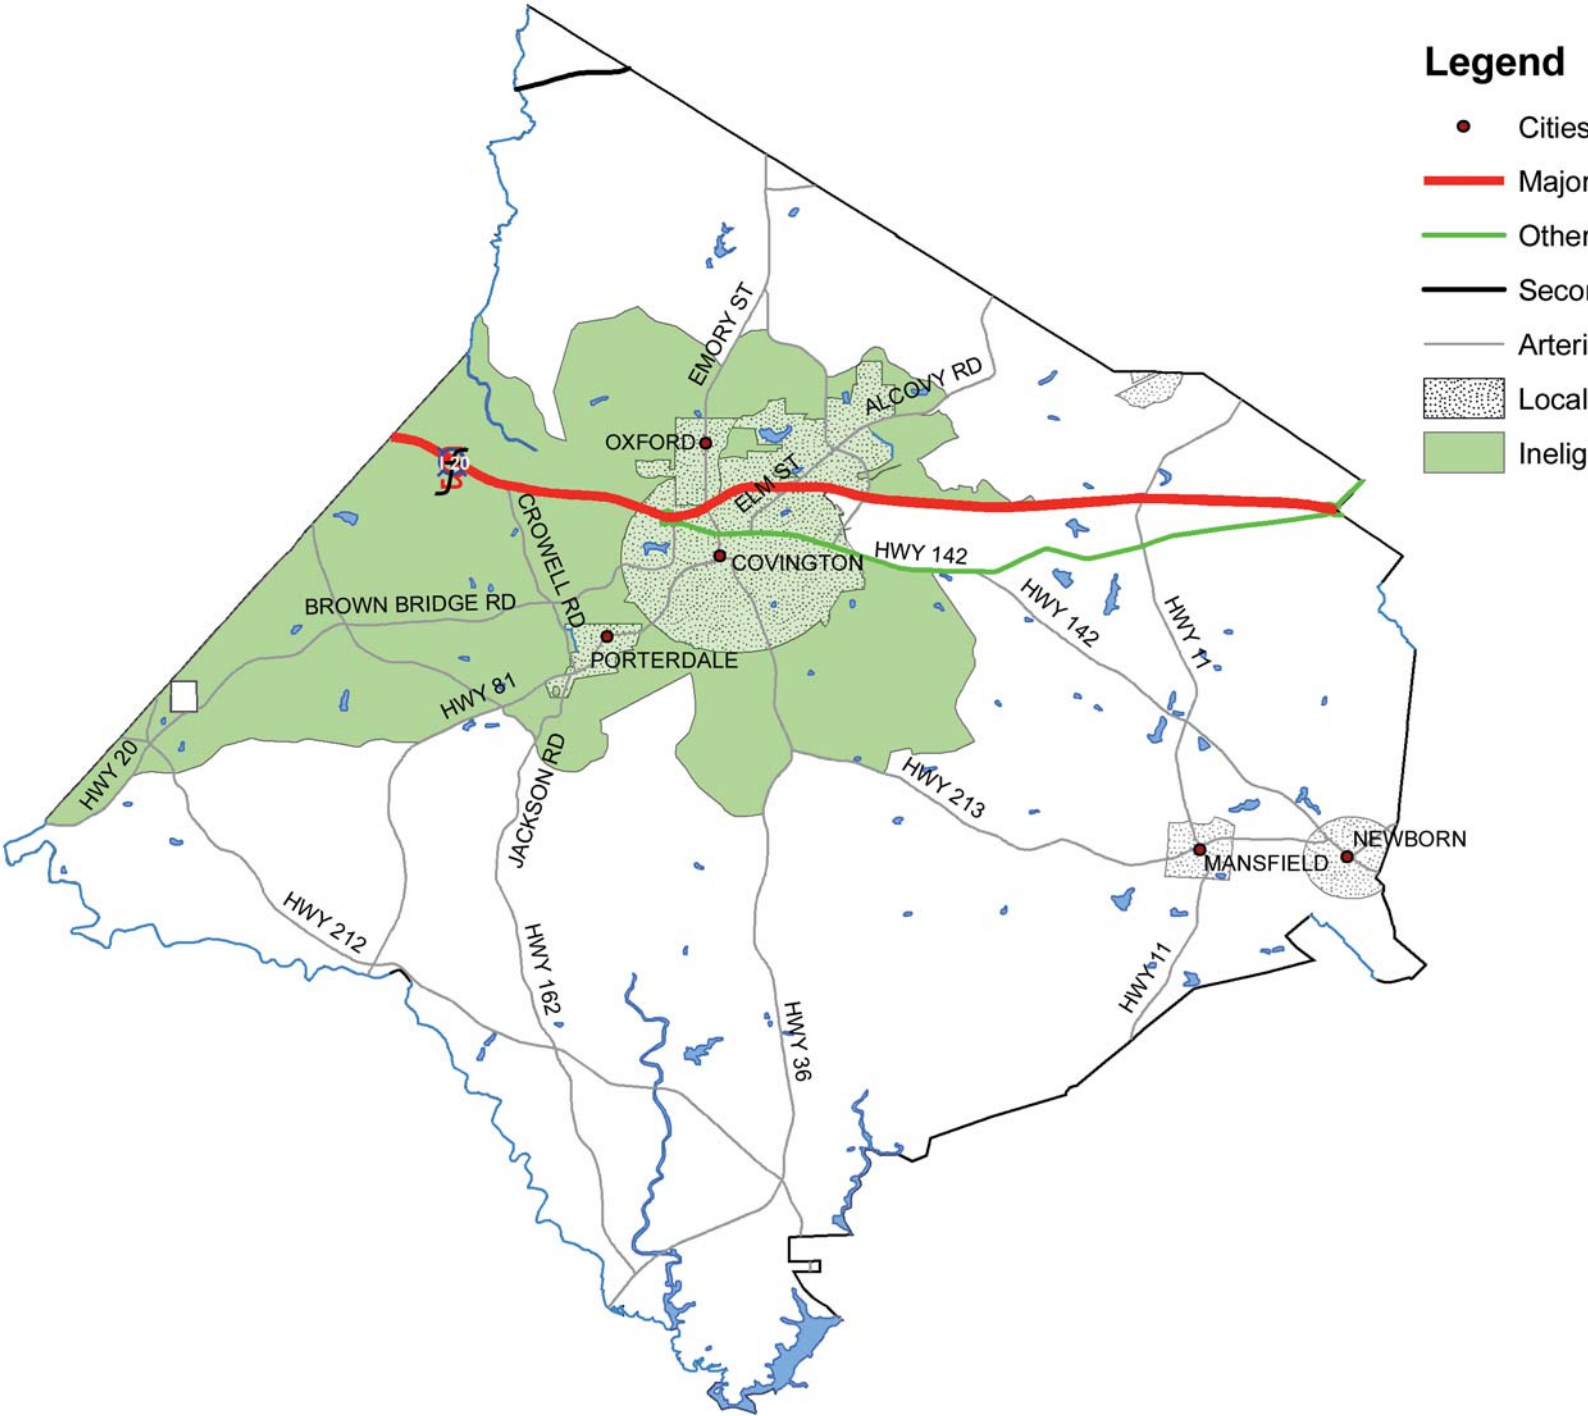 Legend
Cities
Major
Other
Secon
Arteri
Local
Inelig
EMORY ST
ALCOVY RD
OXFORD
I-20
ELM ST
CROWELL RD
HWY 142
COVINGTON
BROWN BRIDGE RD
HWY 142
HWY 11
PORTERDALE
HWY 81
HWY 20
JACKSON RD
HWY 213
NEWBORN
MANSFIELD
HWY 212
HWY 162
HWY 11
HWY 36